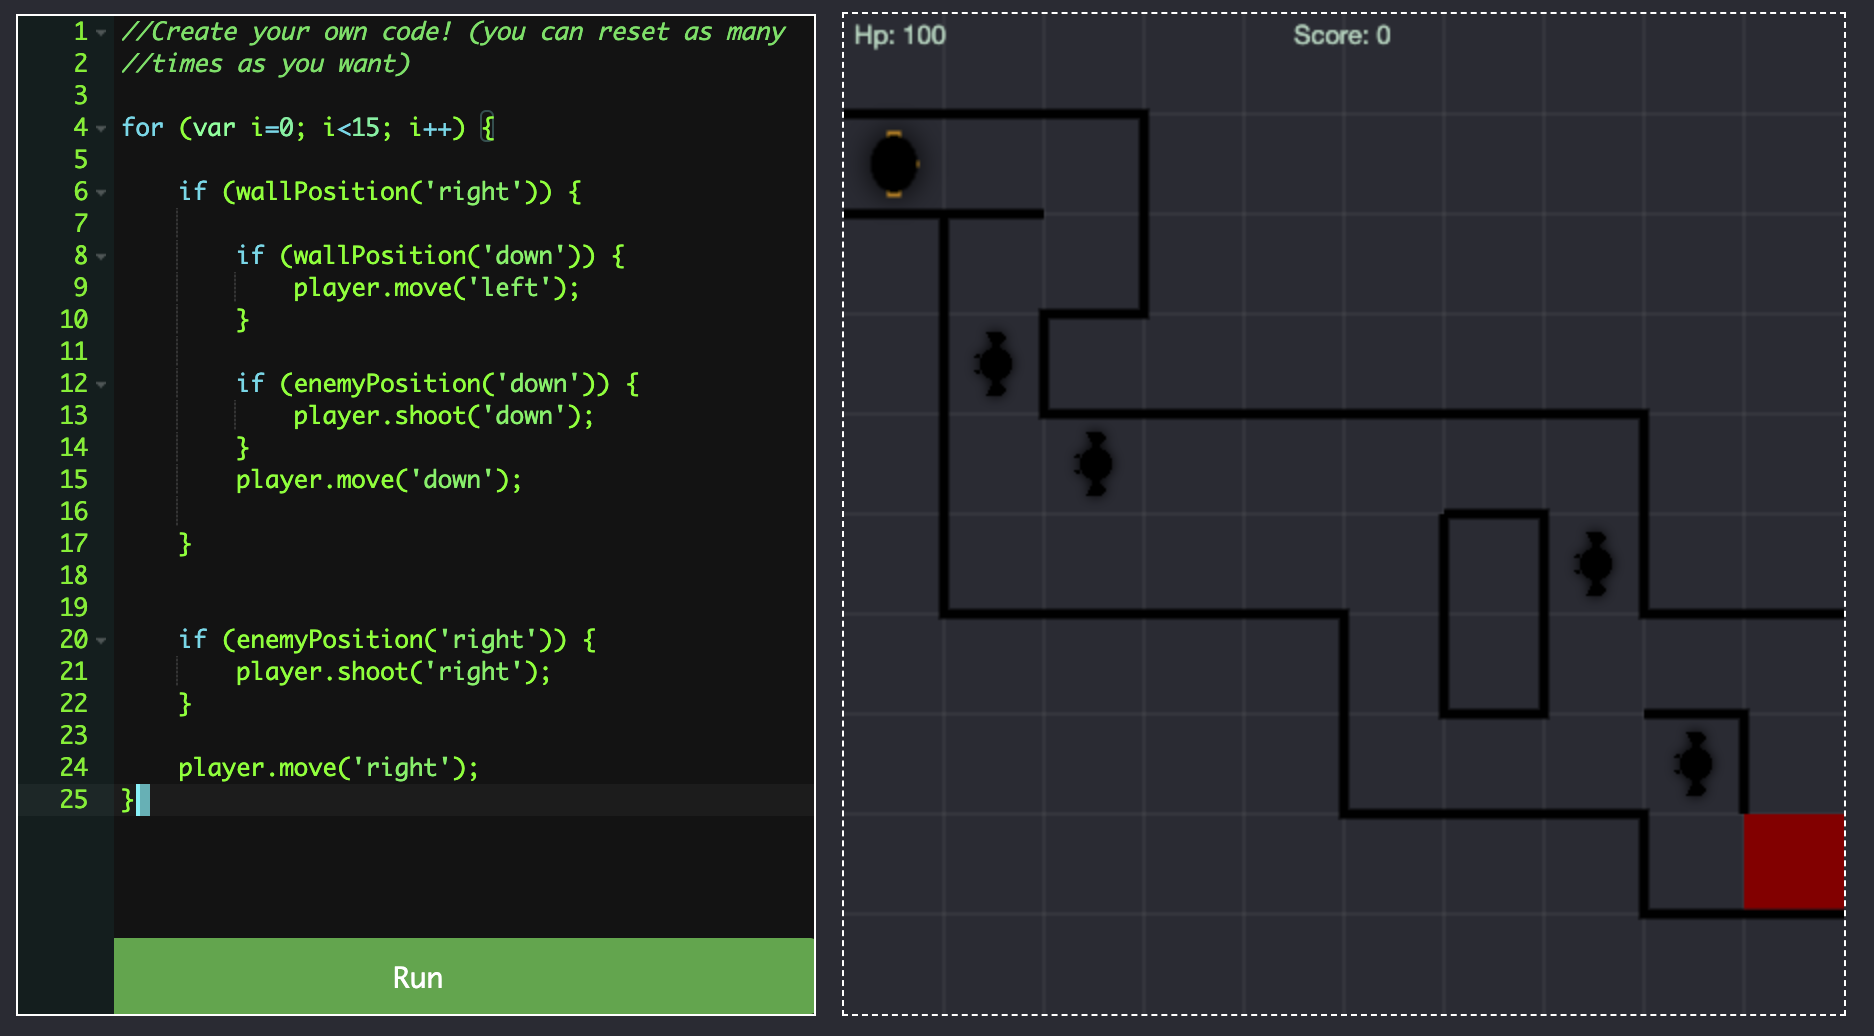 1 //Create your own code! (you can reset as many
2 //times as you want)
3
4 for (var i=0; i<15; i++) {
5
6     if (wallPosition('right')) {
7
8         if (wallPosition('down')) {
9             player.move('left');
10         }
11
12         if (enemyPosition('down')) {
13             player.shoot('down');
14         }
15         player.move('down');
16
17     }
18
19
20     if (enemyPosition('right')) {
21         player.shoot('right');
22     }
23
24     player.move('right');
25 }
Run
Hp: 100 Score: 0